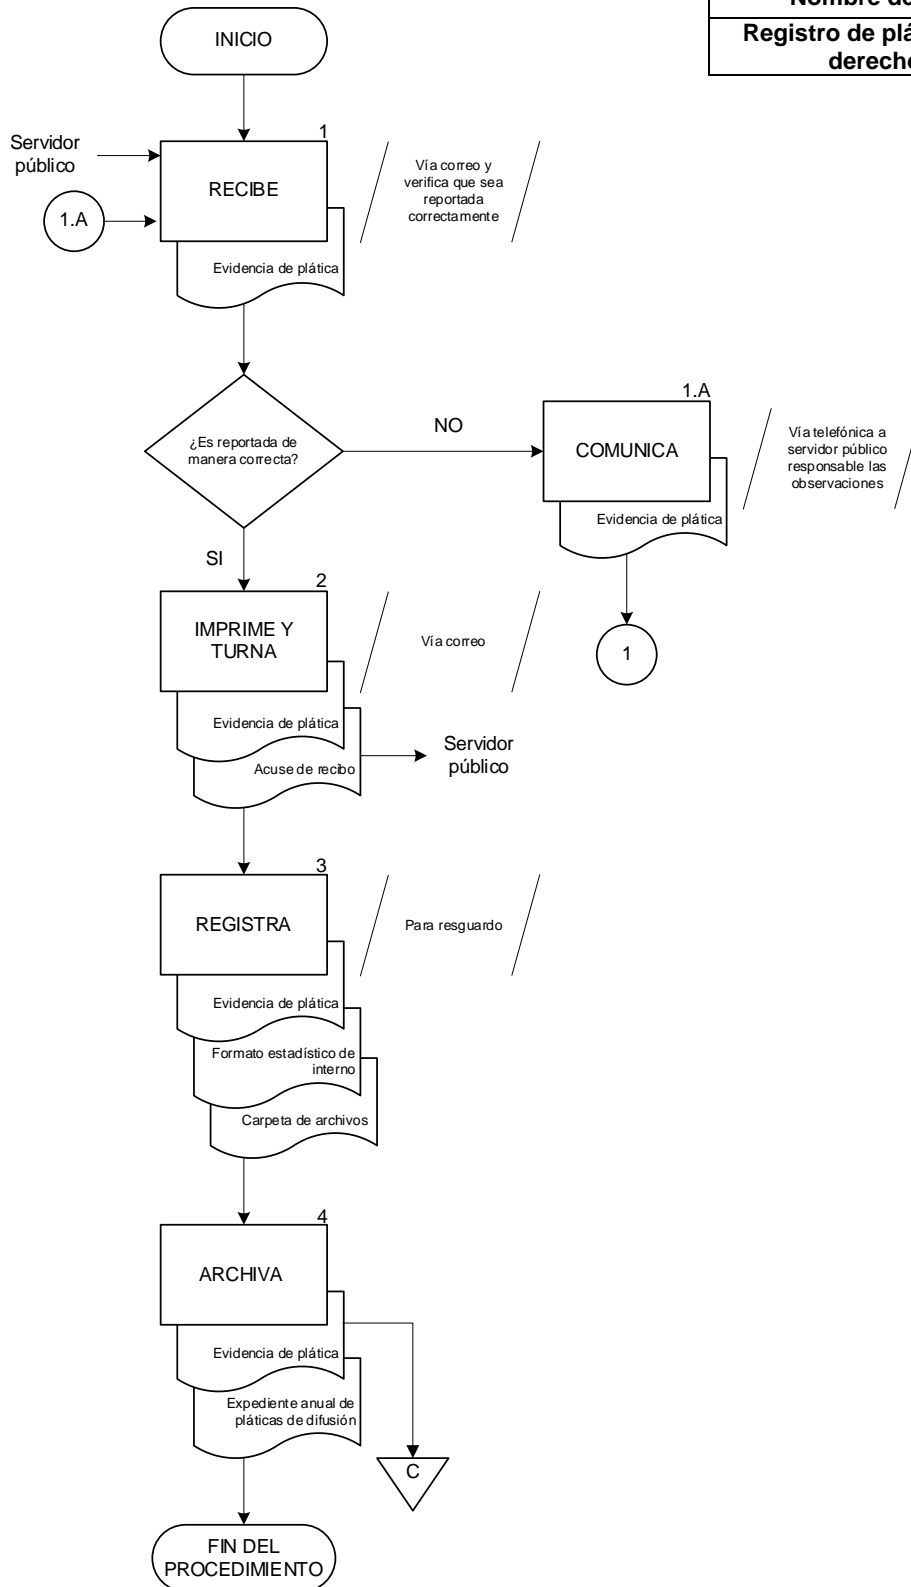 Registro de
derech
INICIO
1
Servidor
público
RECIBE
Vía correo y
verifica que sea
reportada
correctamente
1.A
Evidencia de plática
¿Es reportada de
manera correcta?
NO
1.A
COMUNICA
Vía telefónica a
servidor público
responsable las
observaciones
Evidencia de plática
1
SI
2
IMPRIME Y
TURNA
Vía correo
Evidencia de plática
Acuse de recibo
Servidor
público
3
REGISTRA
Para resguardo
Evidencia de plática
Formato estadístico de
interno
Carpeta de archivos
4
ARCHIVA
Evidencia de plática
Expediente anual de
pláticas de difusión
C
FIN DEL
PROCEDIMIENTO